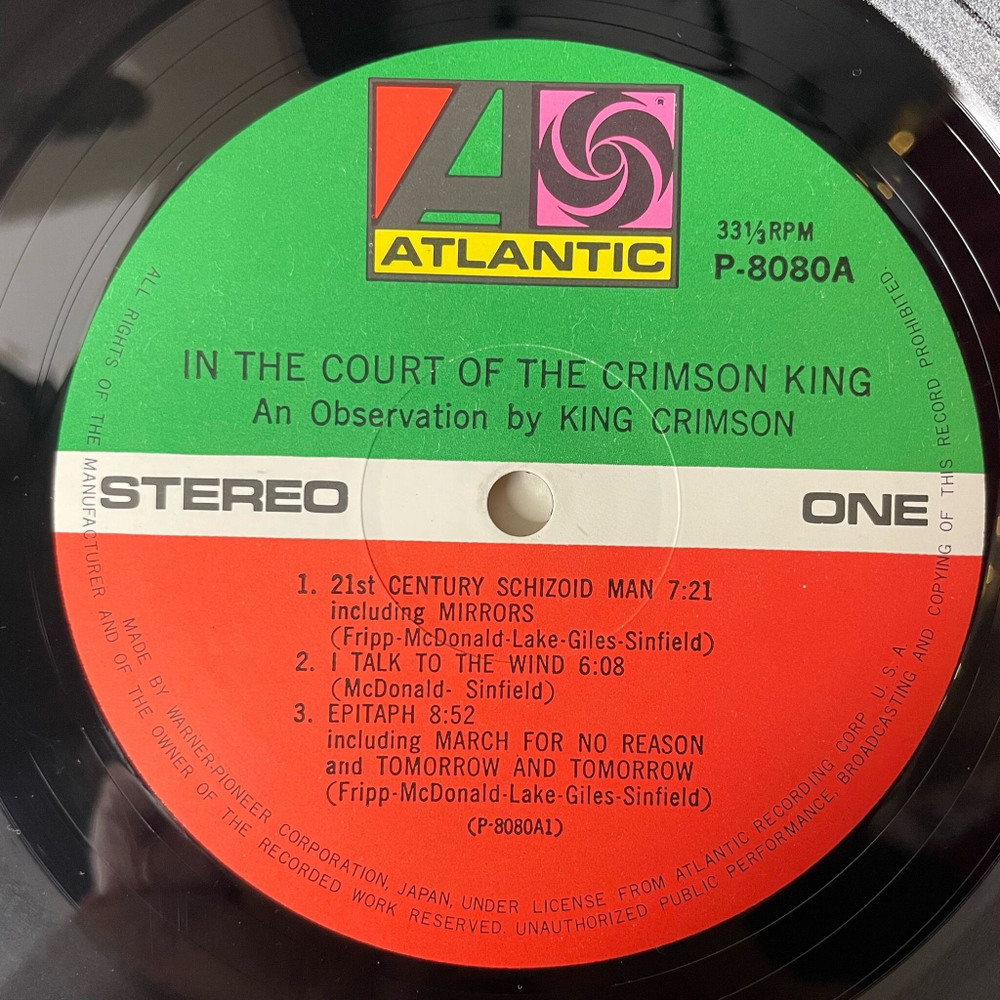 ATLANTIC
®
33⅓RPM
P-8080A
IN THE COURT OF THE CRIMSON KING
An Observation by KING CRIMSON
STEREO
ONE
1. 21st CENTURY SCHIZOID MAN 7:21
including MIRRORS
(Fripp-McDonald-Lake-Giles-Sinfield)
2. I TALK TO THE WIND 6:08
(McDonald- Sinfield)
3. EPITAPH 8:52
including MARCH FOR NO REASON
and TOMORROW AND TOMORROW
(Fripp-McDonald-Lake-Giles-Sinfield)
(P-8080A1)
MADE BY WARNER-PIONEER CORPORATION, JAPAN, UNDER LICENSE FROM ATLANTIC RECORDING CORP U. S. A.
ALL RIGHTS OF THE MANUFACTURER AND OF THE OWNER OF THE RECORDED WORK RESERVED. UNAUTHORIZED PUBLIC PERFORMANCE, BROADCASTING AND COPYING OF THIS RECORD PROHIBITED.